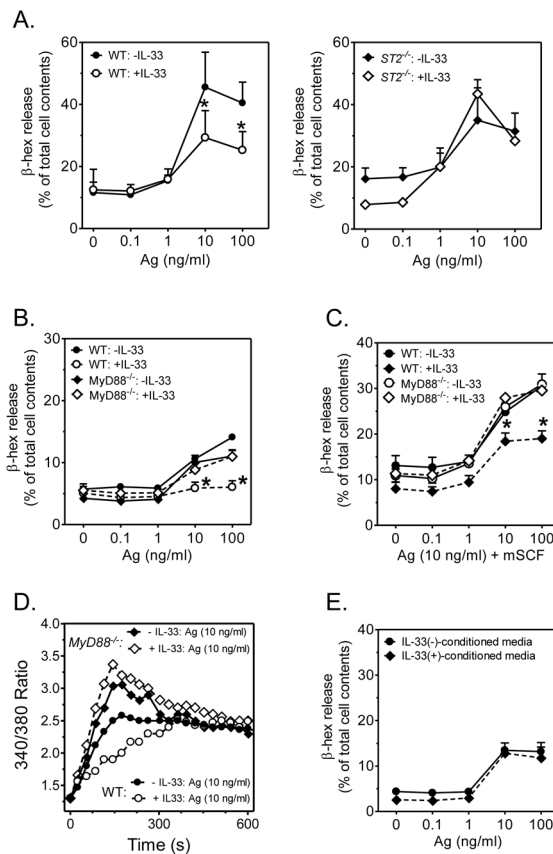 A.
β-hex release
(% of total cell contents)
60
40
20
0
WT: -IL-33
WT: +IL-33
*
*
0 0.1 1 10 100
Ag (ng/ml)
β-hex release
(% of total cell contents)
60
40
20
0
ST2-/-: -IL-33
ST2-/-: +IL-33
0 0.1 1 10 100
Ag (ng/ml)
B.
β-hex release
(% of total cell contents)
30
20
10
0
WT: -IL-33
WT: +IL-33
MyD88-/-: -IL-33
MyD88-/-: +IL-33
*
*
0 0.1 1 10 100
Ag (ng/ml)
C.
β-hex release
(% of total cell contents)
40
30
20
10
0
WT: -IL-33
WT: +IL-33
MyD88-/-: -IL-33
MyD88-/-: +IL-33
*
*
0 0.1 1 10 100
Ag (10 ng/ml) + mSCF
D.
340/380 Ratio
4.0
3.5
3.0
2.5
2.0
1.5
MyD88-/-:
- IL-33: Ag (10 ng/ml)
+ IL-33: Ag (10 ng/ml)
WT:
- IL-33: Ag (10 ng/ml)
+ IL33: Ag (10 ng/ml)
0 300 600
Time (s)
E.
β-hex release
(% of total cell contents)
40
30
20
10
0
IL-33(-)-conditioned media
IL-33(+)-conditioned media
0 0.1 1 10 100
Ag (ng/ml)